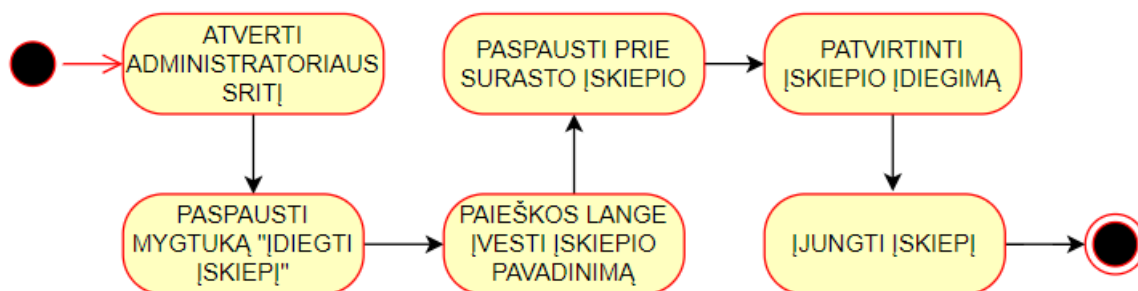 ATVERTI
ADMINISTRATORIAUS
SRITĮ
PASPAUSTI
MYGTUKĄ "ĮDIEGTI
ĮSKIEPĮ"
PAIEŠKOS LANGE
ĮVESTI ĮSKIEPIO
PAVADINIMĄ
PASPAUSTI PRIE
SURASTO ĮSKIEPIO
PATVIRTINTI
ĮSKIEPIO ĮDIEGIMĄ
ĮJUNGTI ĮSKIEPĮ